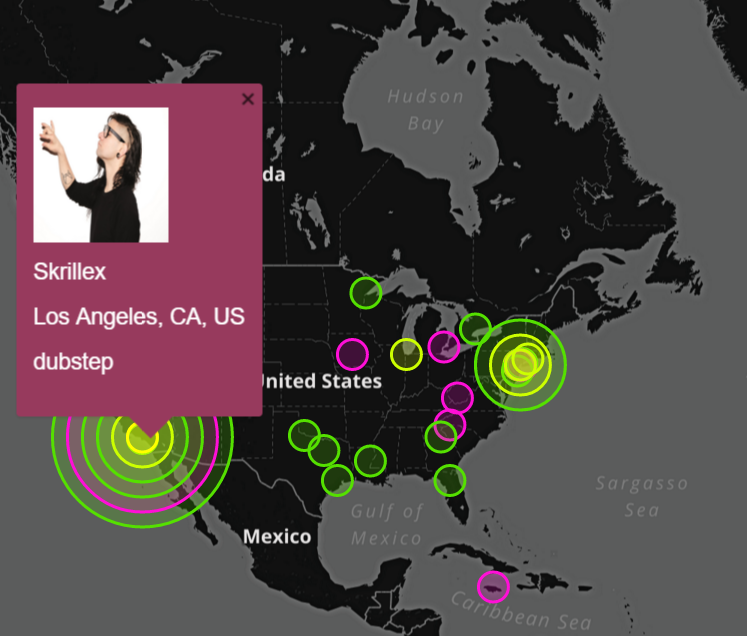 Hudson
Bay
×
da
Skrillex
Los Angeles, CA, US
dubstep
United States
Sargasso
Sea
Gulf of
Mexico
Mexico
Caribbean Sea